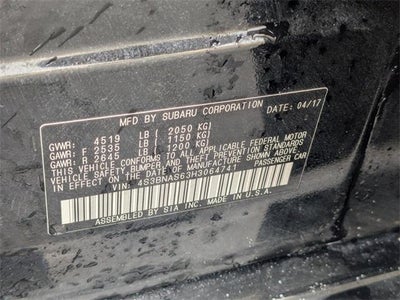 MFD BY SUBARU CORPORATION 04/17
GWR: 4519 LB [ 2050 KG]
GAWR: F 2535 LB [ 1150 KG]
GAWR: R 2645 LB [ 1200 KG]
THIS VEHICLE CONFORMS TO ALL APPLICABLE FEDERAL MOTOR
VEHICLE SAFETY, BUMPER, AND THEFT PREVENTION STANDARDS
IN EFFECT ON THE DATE OF MANUFACTURE SHOWN ABOVE.
VIN: 4S3BNAS63H3064741 PASSENGER CAR
ASSEMBLED BY SIA INC. MADE IN U.S.A.